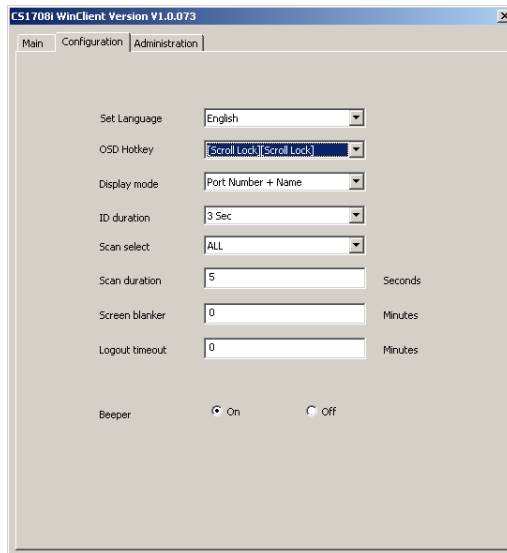 CS1708i WinClient Version V1.0.073
Main Configuration Administration
Set Language English
OSD Hotkey [Scroll Lock][Scroll Lock]
Display mode Port Number + Name
ID duration 3 Sec
Scan select ALL
Scan duration 5 Seconds
Screen blanker 0 Minutes
Logout timeout 0 Minutes
Beeper On Off